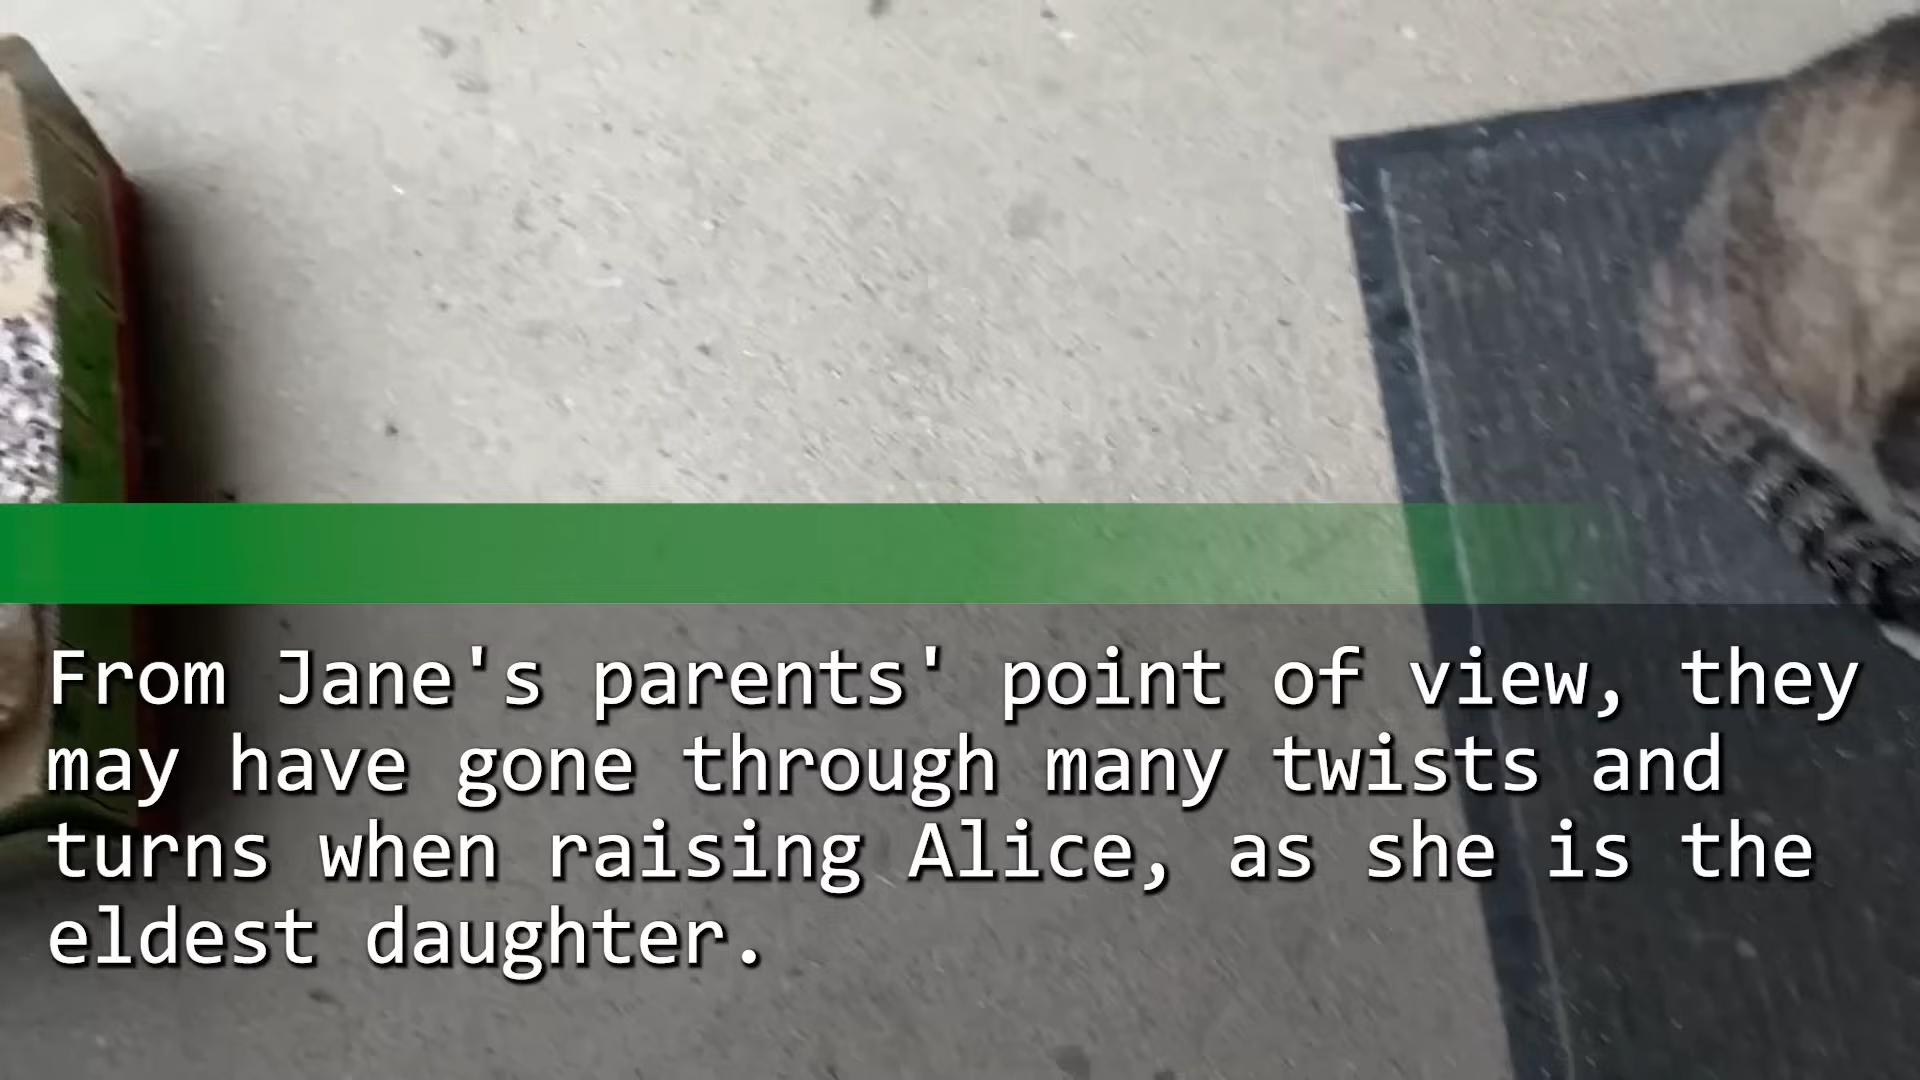 From Jane's parents' point of view, they
may have gone through many twists and
turns when raising Alice, as she is the
eldest daughter.